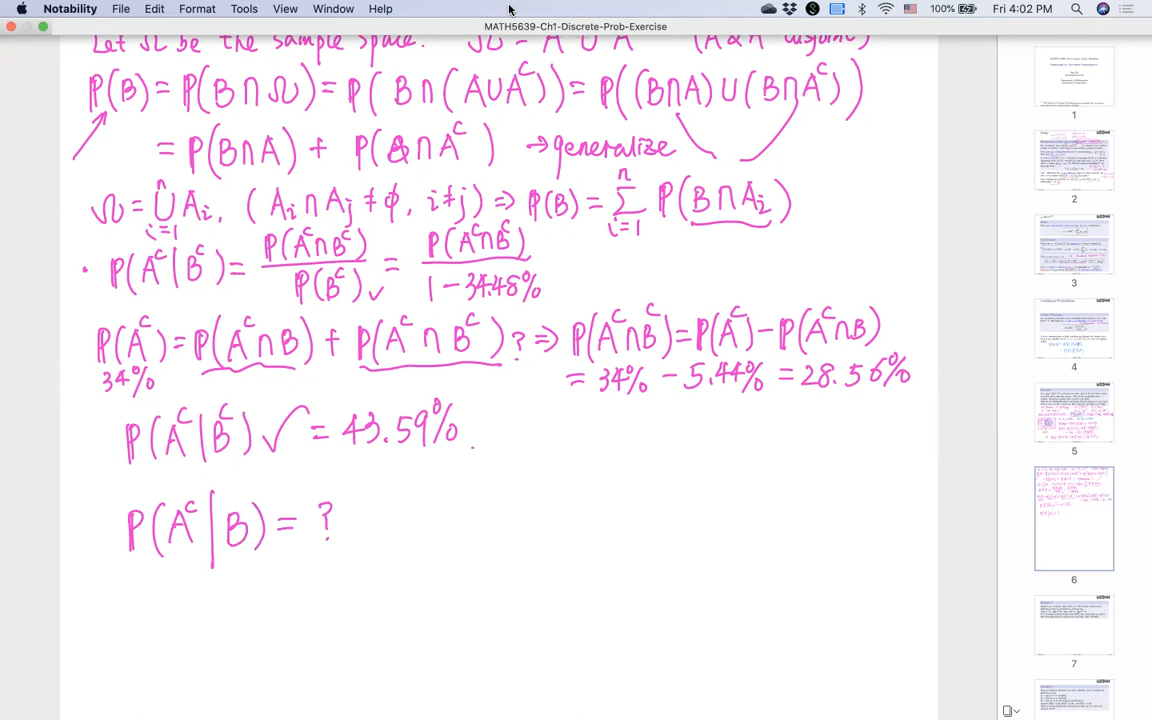 Notability File Edit Format Tools View Window Help 100% Fri 4:02 PM
MATH5639-Ch1-Discrete-Prob-Exercise
Let Ω be the sample space. Ω = A ∪ A^c (A & A^c disjoint)
P(B) = P(B ∩ Ω) = P(B ∩ (A ∪ A^c)) = P((B ∩ A) ∪ (B ∩ A^c))
= P(B ∩ A) + P(B ∩ A^c) → generalize
Ω = ⋃_{i=1}^{n} A_i, (A_i ∩ A_j ≠ ∅, i ≠ j) ⇒ P(B) = Σ_{i=1}^{n} P(B ∩ A_i)
• P(A^c | B^c) = P(A^c ∩ B^c) / P(B^c) ✓ = P(A^c ∩ B^c) / 1 − 34.48%
P(A^c) = P(A^c ∩ B) + P(A^c ∩ B^c) ? ⇒ P(A^c ∩ B^c) = P(A^c) − P(A^c ∩ B)
34% = 34% − 5.44% = 28.56%
P(A^c | B^c) ✓ = 43.59% .
P(A^c | B) = ?
1
2
3
4
5
6
7